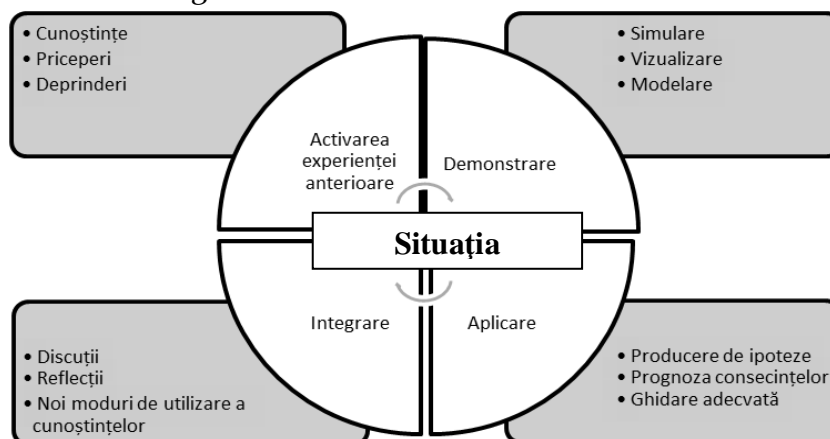 • Cunoștințe
• Priceperi
• Deprinderi
• Simulare
• Vizualizare
• Modelare
Activarea
experienței
anterioare
Demonstrare
Situația
Integrare
Aplicare
• Discuții
• Reflecții
• Noi moduri de utilizare a
cunoștințelor
• Producere de ipoteze
• Prognoza consecințelor
• Ghidare adecvată